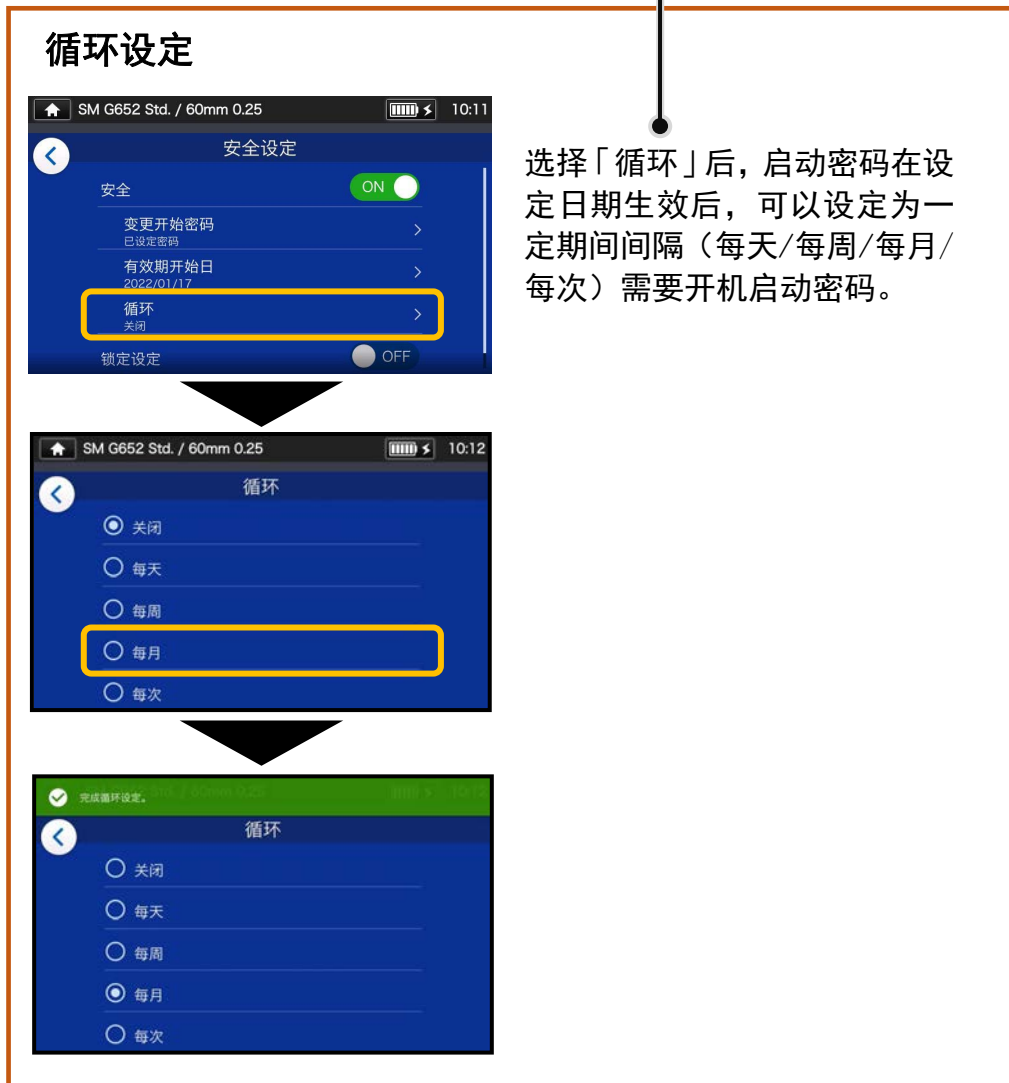 循环设定
SM G652 Std. / 60mm 0.25 10:11
安全设定
安全 ON
变更开始密码
已设定密码
有效期开始日
2022/01/17
循环
关闭
锁定设定 OFF
选择「循环」后，启动密码在设
定日期生效后，可以设定为一
定期间间隔（每天/每周/每月/
每次）需要开机启动密码。
SM G652 Std. / 60mm 0.25 10:12
循环
关闭
每天
每周
每月
每次
完成循环设定。
循环
关闭
每天
每周
每月
每次